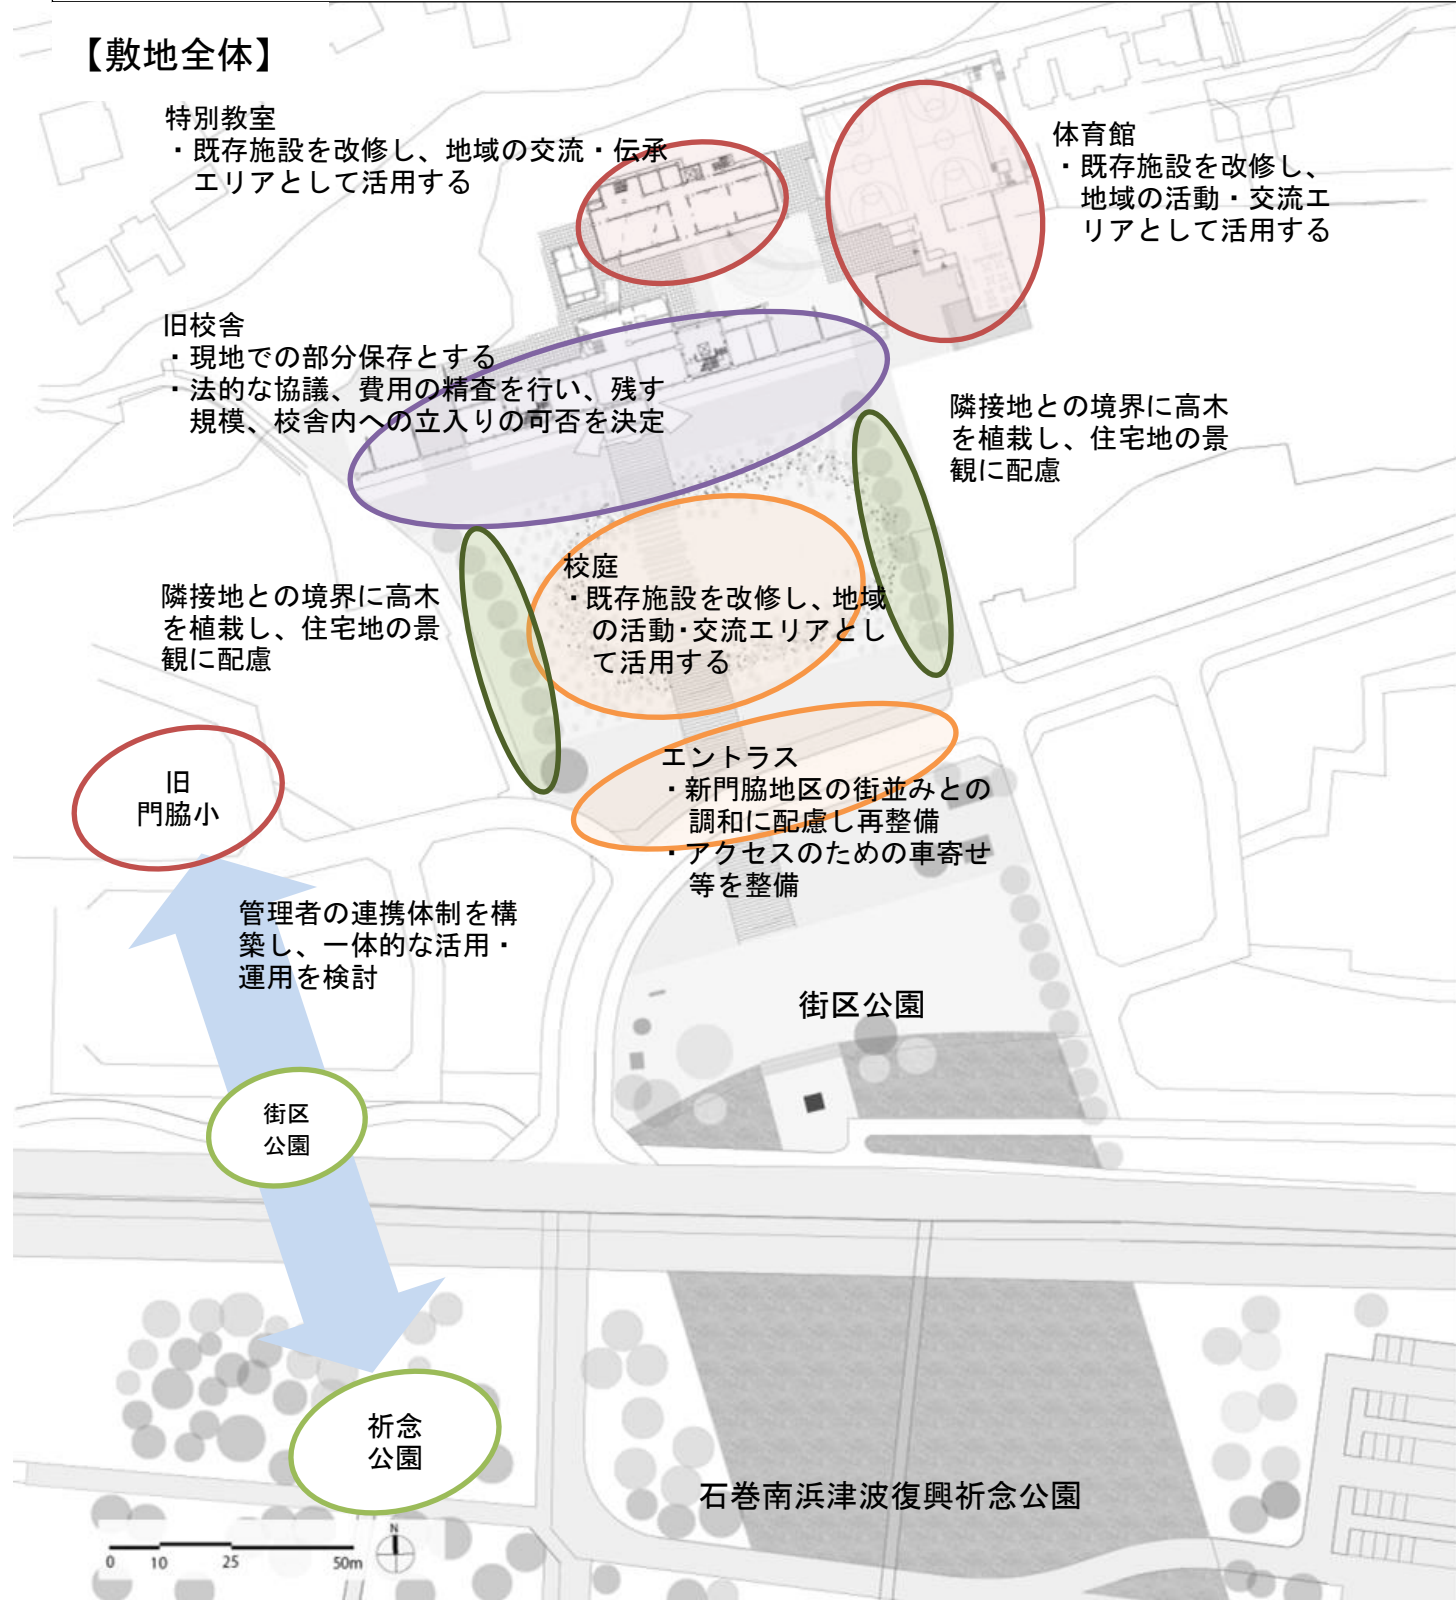 【敷地全体】
特別教室
・既存施設を改修し、地域の交流・伝承
エリアとして活用する
体育館
・既存施設を改修し、
地域の活動・交流エ
リアとして活用する
旧校舎
・現地での部分保存とする
・法的な協議、費用の精査を行い、残す
規模、校舎内への立入りの可否を決定
隣接地との境界に高木
を植栽し、住宅地の景
観に配慮
校庭
・既存施設を改修し、地域
の活動・交流エリアとし
て活用する
隣接地との境界に高木
を植栽し、住宅地の景
観に配慮
エントラス
・新門脇地区の街並みとの
調和に配慮し再整備
・アクセスのための車寄せ
等を整備
旧
門脇小
管理者の連携体制を構
築し、一体的な活用・
運用を検討
街区公園
街区
公園
祈念
公園
石巻南浜津波復興祈念公園
0 10 25 50m
N